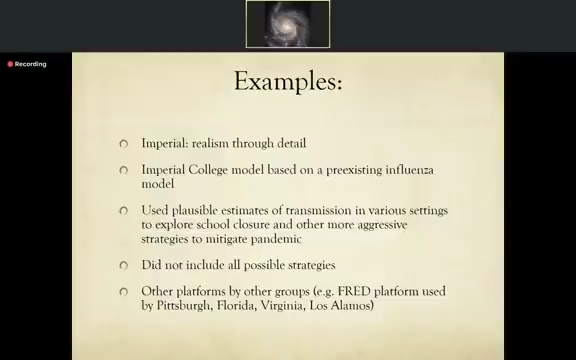 Recording
Examples:
Imperial: realism through detail
Imperial College model based on a preexisting influenza
model
Used plausible estimates of transmission in various settings
to explore school closure and other more aggressive
strategies to mitigate pandemic
Did not include all possible strategies
Other platforms by other groups (e.g. FRED platform used
by Pittsburgh, Florida, Virginia, Los Alamos)